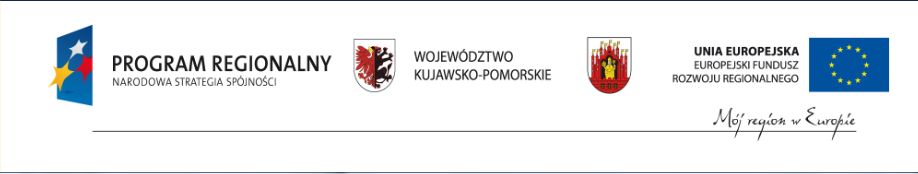 PROGRAM REGIONALNY
NARODOWA STRATEGIA SPÓJNOŚCI
WOJEWÓDZTWO
KUJAWSKO-POMORSKIE
UNIA EUROPEJSKA
EUROPEJSKI FUNDUSZ
ROZWOJU REGIONALNEGO
Mój region w Europie